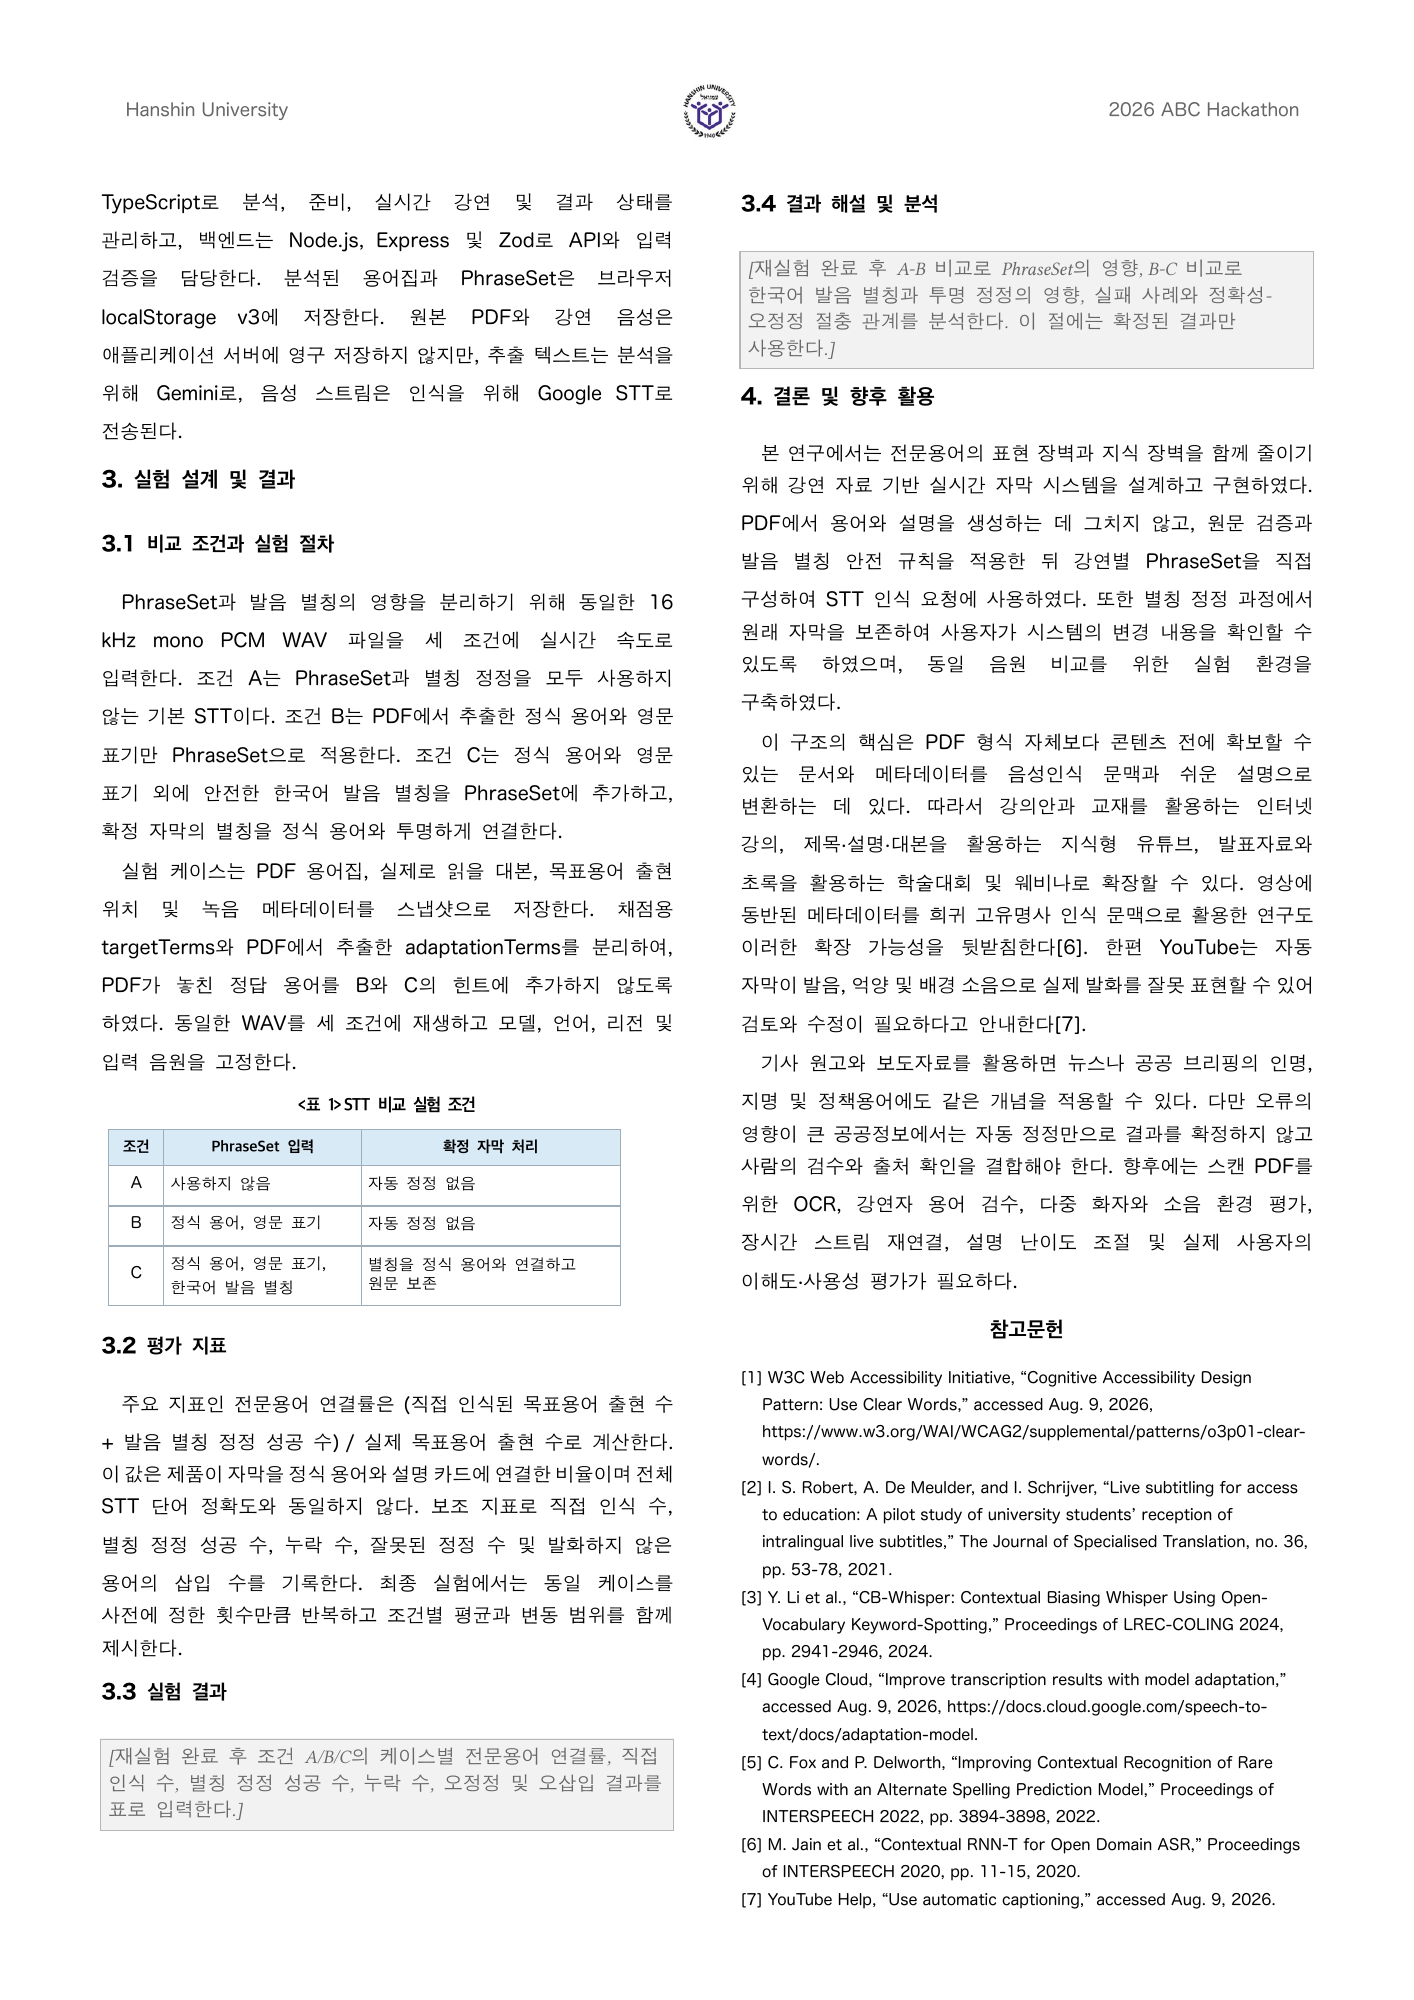 Hanshin University
HANSHIN UNIVERSITY
1940
2026 ABC Hackathon
TypeScript로 분석, 준비, 실시간 강연 및 결과 상태를
관리하고, 백엔드는 Node.js, Express 및 Zod로 API와 입력
검증을 담당한다. 분석된 용어집과 PhraseSet은 브라우저
localStorage v3에 저장한다. 원본 PDF와 강연 음성은
애플리케이션 서버에 영구 저장하지 않지만, 추출 텍스트는 분석을
위해 Gemini로, 음성 스트림은 인식을 위해 Google STT로
전송된다.
3. 실험 설계 및 결과
3.1 비교 조건과 실험 절차
PhraseSet과 발음 별칭의 영향을 분리하기 위해 동일한 16
kHz mono PCM WAV 파일을 세 조건에 실시간 속도로
입력한다. 조건 A는 PhraseSet과 별칭 정정을 모두 사용하지
않는 기본 STT이다. 조건 B는 PDF에서 추출한 정식 용어와 영문
표기만 PhraseSet으로 적용한다. 조건 C는 정식 용어와 영문
표기 외에 안전한 한국어 발음 별칭을 PhraseSet에 추가하고,
확정 자막의 별칭을 정식 용어와 투명하게 연결한다.
실험 케이스는 PDF 용어집, 실제로 읽을 대본, 목표용어 출현
위치 및 녹음 메타데이터를 스냅샷으로 저장한다. 채점용
targetTerms와 PDF에서 추출한 adaptationTerms를 분리하여,
PDF가 놓친 정답 용어를 B와 C의 힌트에 추가하지 않도록
하였다. 동일한 WAV를 세 조건에 재생하고 모델, 언어, 리전 및
입력 음원을 고정한다.
<표 1> STT 비교 실험 조건
조건 PhraseSet 입력 확정 자막 처리
A 사용하지 않음 자동 정정 없음
B 정식 용어, 영문 표기 자동 정정 없음
C 정식 용어, 영문 표기, 한국어 발음 별칭 별칭을 정식 용어와 연결하고 원문 보존
3.2 평가 지표
주요 지표인 전문용어 연결률은 (직접 인식된 목표용어 출현 수
+ 발음 별칭 정정 성공 수) / 실제 목표용어 출현 수로 계산한다.
이 값은 제품이 자막을 정식 용어와 설명 카드에 연결한 비율이며 전체
STT 단어 정확도와 동일하지 않다. 보조 지표로 직접 인식 수,
별칭 정정 성공 수, 누락 수, 잘못된 정정 수 및 발화하지 않은
용어의 삽입 수를 기록한다. 최종 실험에서는 동일 케이스를
사전에 정한 횟수만큼 반복하고 조건별 평균과 변동 범위를 함께
제시한다.
3.3 실험 결과
[재실험 완료 후 조건 A/B/C의 케이스별 전문용어 연결률, 직접
인식 수, 별칭 정정 성공 수, 누락 수, 오정정 및 오삽입 결과를
표로 입력한다.]
3.4 결과 해설 및 분석
[재실험 완료 후 A-B 비교로 PhraseSet의 영향, B-C 비교로
한국어 발음 별칭과 투명 정정의 영향, 실패 사례와 정확성-
오정정 절충 관계를 분석한다. 이 절에는 확정된 결과만
사용한다.]
4. 결론 및 향후 활용
본 연구에서는 전문용어의 표현 장벽과 지식 장벽을 함께 줄이기
위해 강연 자료 기반 실시간 자막 시스템을 설계하고 구현하였다.
PDF에서 용어와 설명을 생성하는 데 그치지 않고, 원문 검증과
발음 별칭 안전 규칙을 적용한 뒤 강연별 PhraseSet을 직접
구성하여 STT 인식 요청에 사용하였다. 또한 별칭 정정 과정에서
원래 자막을 보존하여 사용자가 시스템의 변경 내용을 확인할 수
있도록 하였으며, 동일 음원 비교를 위한 실험 환경을
구축하였다.
이 구조의 핵심은 PDF 형식 자체보다 콘텐츠 전에 확보할 수
있는 문서와 메타데이터를 음성인식 문맥과 쉬운 설명으로
변환하는 데 있다. 따라서 강의안과 교재를 활용하는 인터넷
강의, 제목·설명·대본을 활용하는 지식형 유튜브, 발표자료와
초록을 활용하는 학술대회 및 웨비나로 확장할 수 있다. 영상에
동반된 메타데이터를 희귀 고유명사 인식 문맥으로 활용한 연구도
이러한 확장 가능성을 뒷받침한다[6]. 한편 YouTube는 자동
자막이 발음, 억양 및 배경 소음으로 실제 발화를 잘못 표현할 수 있어
검토와 수정이 필요하다고 안내한다[7].
기사 원고와 보도자료를 활용하면 뉴스나 공공 브리핑의 인명,
지명 및 정책용어에도 같은 개념을 적용할 수 있다. 다만 오류의
영향이 큰 공공정보에서는 자동 정정만으로 결과를 확정하지 않고
사람의 검수와 출처 확인을 결합해야 한다. 향후에는 스캔 PDF를
위한 OCR, 강연자 용어 검수, 다중 화자와 소음 환경 평가,
장시간 스트림 재연결, 설명 난이도 조절 및 실제 사용자의
이해도·사용성 평가가 필요하다.
참고문헌
[1] W3C Web Accessibility Initiative, “Cognitive Accessibility Design
Pattern: Use Clear Words,” accessed Aug. 9, 2026,
https://www.w3.org/WAI/WCAG2/supplemental/patterns/o3p01-clear-
words/.
[2] I. S. Robert, A. De Meulder, and I. Schrijver, “Live subtitling for access
to education: A pilot study of university students’ reception of
intralingual live subtitles,” The Journal of Specialised Translation, no. 36,
pp. 53-78, 2021.
[3] Y. Li et al., “CB-Whisper: Contextual Biasing Whisper Using Open-
Vocabulary Keyword-Spotting,” Proceedings of LREC-COLING 2024,
pp. 2941-2946, 2024.
[4] Google Cloud, “Improve transcription results with model adaptation,”
accessed Aug. 9, 2026, https://docs.cloud.google.com/speech-to-
text/docs/adaptation-model.
[5] C. Fox and P. Delworth, “Improving Contextual Recognition of Rare
Words with an Alternate Spelling Prediction Model,” Proceedings of
INTERSPEECH 2022, pp. 3894-3898, 2022.
[6] M. Jain et al., “Contextual RNN-T for Open Domain ASR,” Proceedings
of INTERSPEECH 2020, pp. 11-15, 2020.
[7] YouTube Help, “Use automatic captioning,” accessed Aug. 9, 2026.